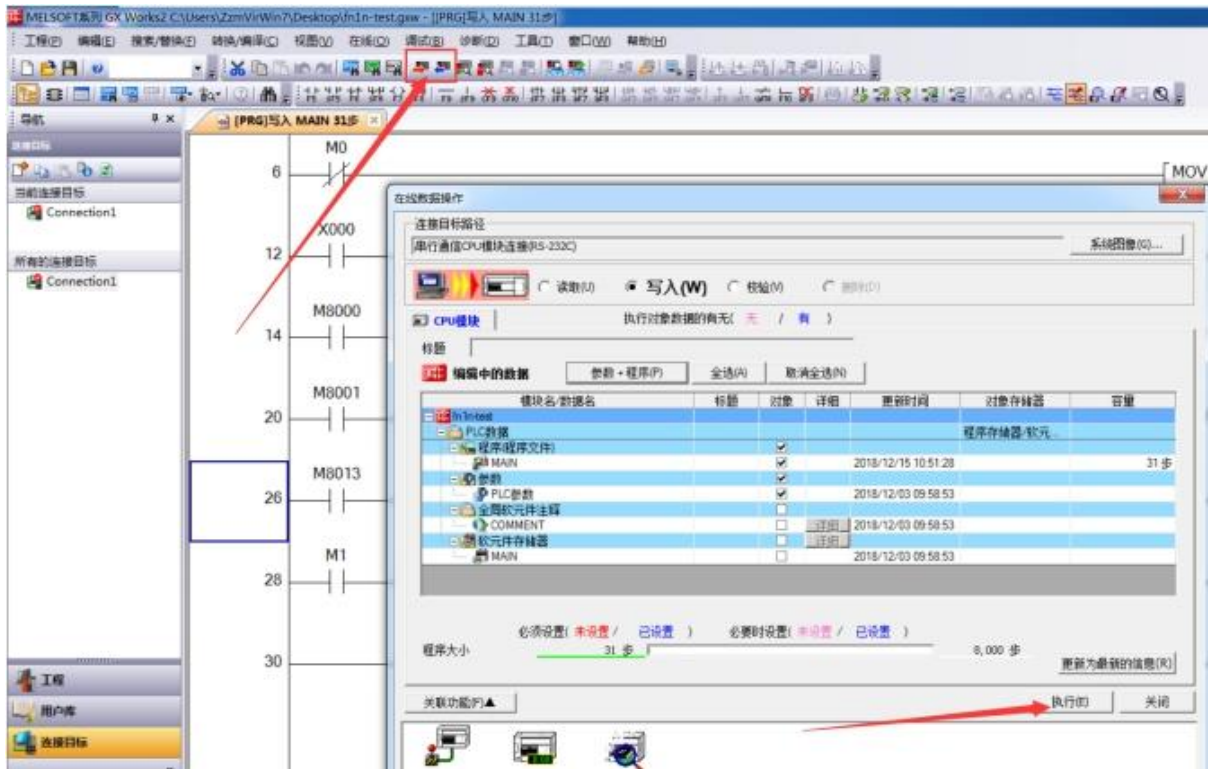 MELSOFT系列 GX Works2 C:\Users\ZzmVirWin7\Desktop\fn1n-test.gxw - [[PRG]写入 MAIN 31步]
工程(P) 编辑(E) 搜索/替换(F) 转换/编译(C) 视图(V) 在线(O) 调试(B) 诊断(D) 工具(T) 窗口(W) 帮助(H)
导航
[PRG]写入 MAIN 31步
连接目标
当前连接目标
Connection1
所有的连接目标
Connection1
工程
用户库
连接目标
M0
6
MOV
X000
12
M8000
14
M8001
20
M8013
26
M1
28
30
在线数据操作
连接目标路径
串行通信CPU模块连接(RS-232C)
系统图像(G)...
读取(U) 写入(W) 校验(V) 删除(D)
CPU模块 执行对象数据的有无( 无 / 有 )
标题
编辑中的数据 参数+程序(P) 全选(A) 取消全选(N)
模块名/数据名 标题 对象 详细 更新时间 对象存储器 容量
fn1n-test
PLC数据 程序存储器/软元...
程序(程序文件)
MAIN 2018/12/15 10:51:28 31 步
参数
PLC参数 2018/12/03 09:58:53
全局软元件注释
COMMENT 详细 2018/12/03 09:58:53
软元件存储器 详细
MAIN 2018/12/03 09:58:53
必须设置( 未设置 / 已设置 ) 必要时设置( 未设置 / 已设置 )
程序大小 31 步 8,000 步
更新为最新的信息(R)
关联功能(F)▲ 执行(E) 关闭